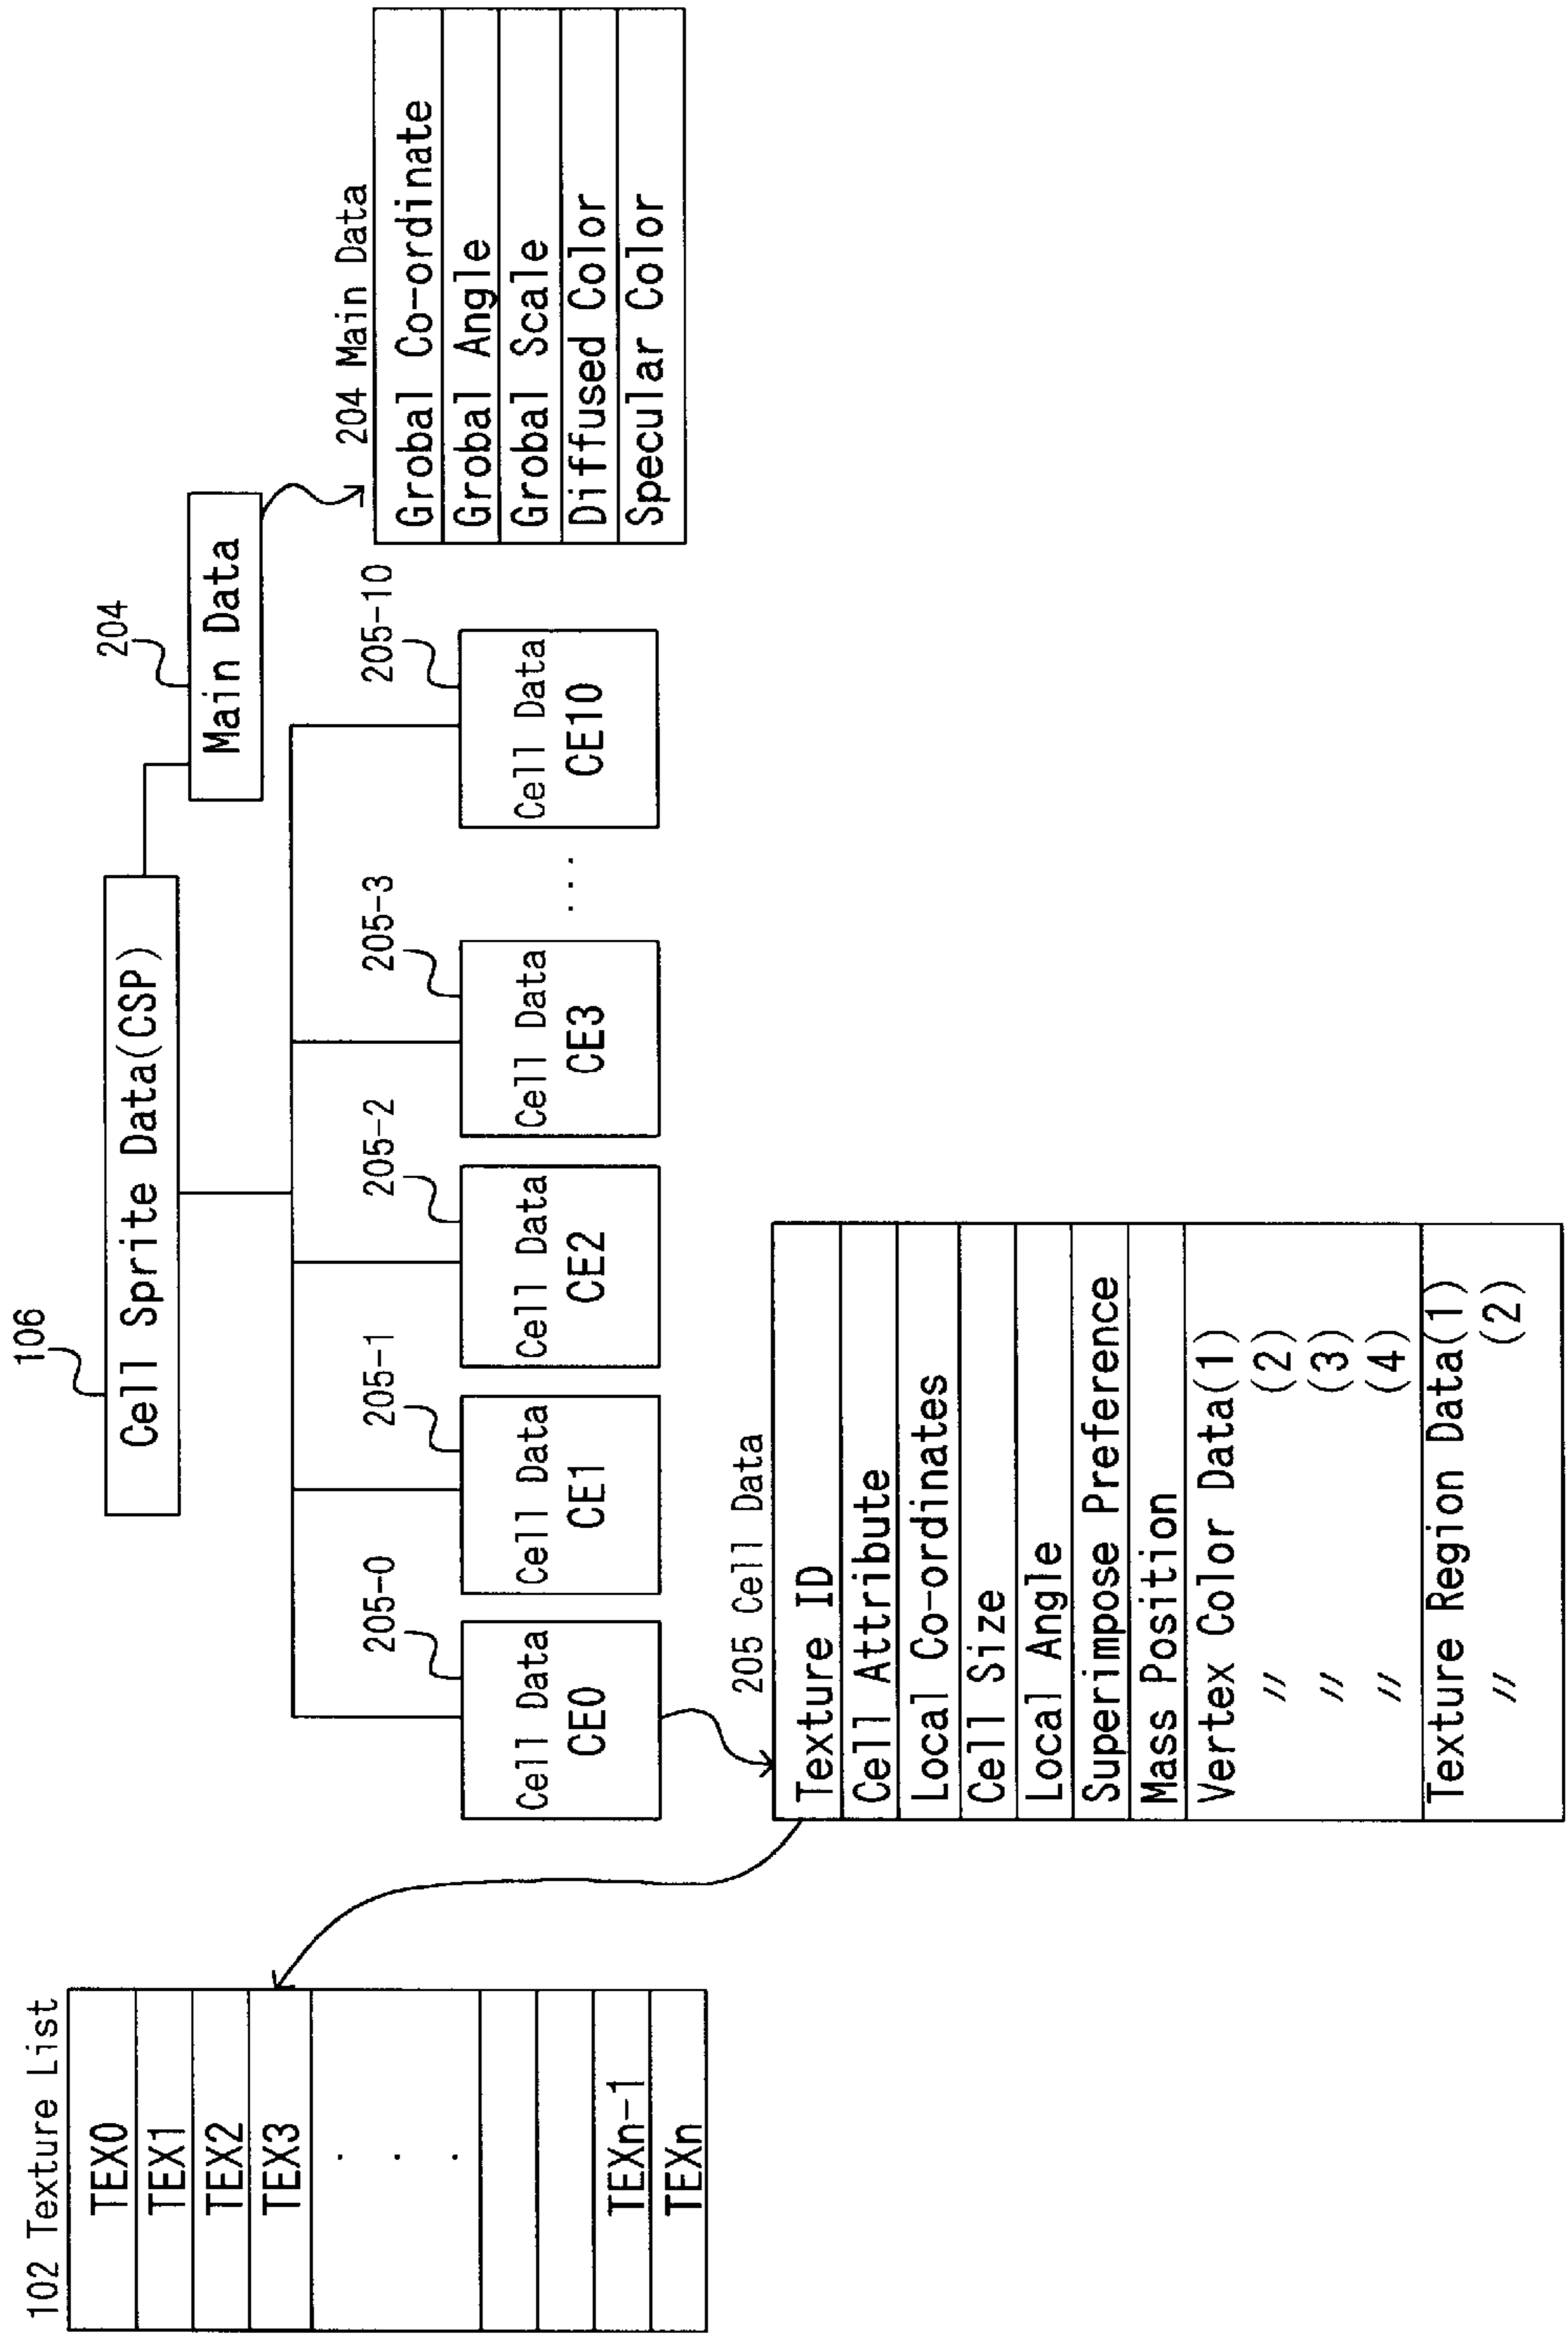 106
Cell Sprite Data(CSP)
204
Main Data
204 Main Data
Grobal Co-ordinate
Grobal Angle
Grobal Scale
Diffused Color
Specular Color
205-0
Cell Data
CE0
205-1
Cell Data
CE1
205-2
Cell Data
CE2
205-3
Cell Data
CE3
...
205-10
Cell Data
CE10
102 Texture List
TEX0
TEX1
TEX2
TEX3
...
TEXn-1
TEXn
205 Cell Data
Texture ID
Cell Attribute
Local Co-ordinates
Cell Size
Local Angle
Superimpose Preference
Mass Position
Vertex Color Data(1)
〃 (2)
〃 (3)
〃 (4)
Texture Region Data(1)
〃 (2)